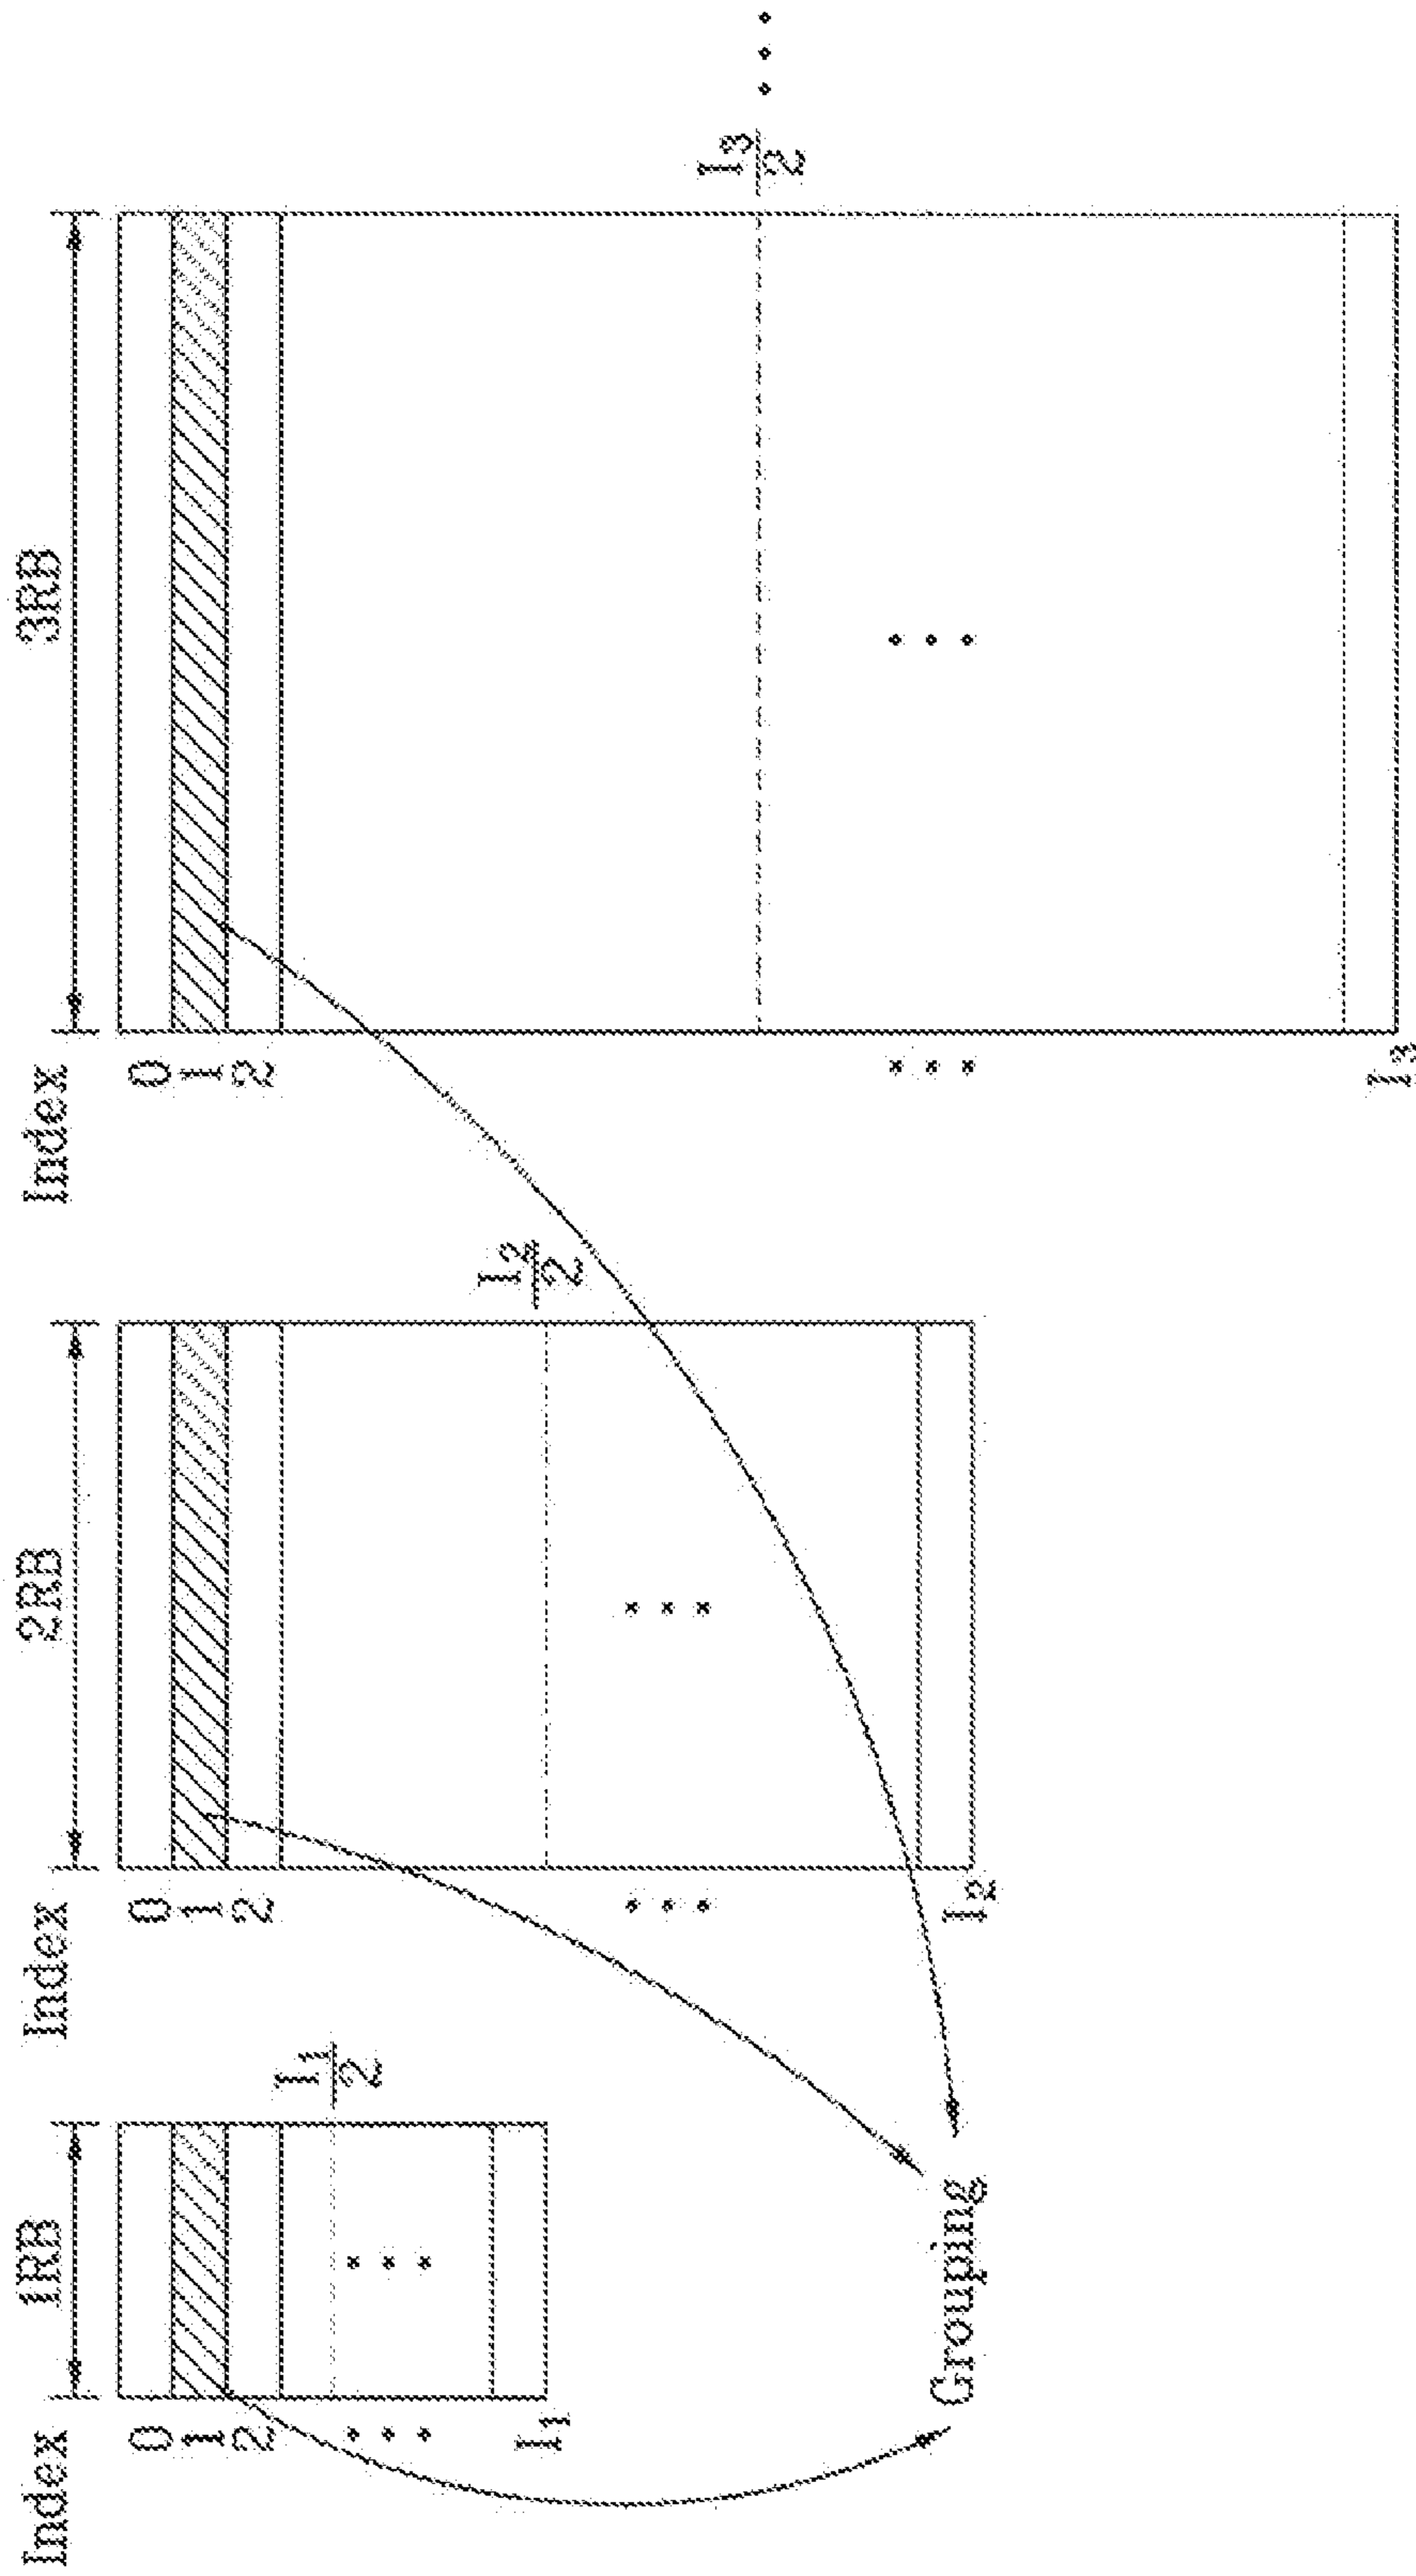 1RB
Index
0
1
2
I₁/2
I₁
2RB
Index
0
1
2
I₂/2
I₂
3RB
Index
0
1
2
I₃/2
I₃
Grouping